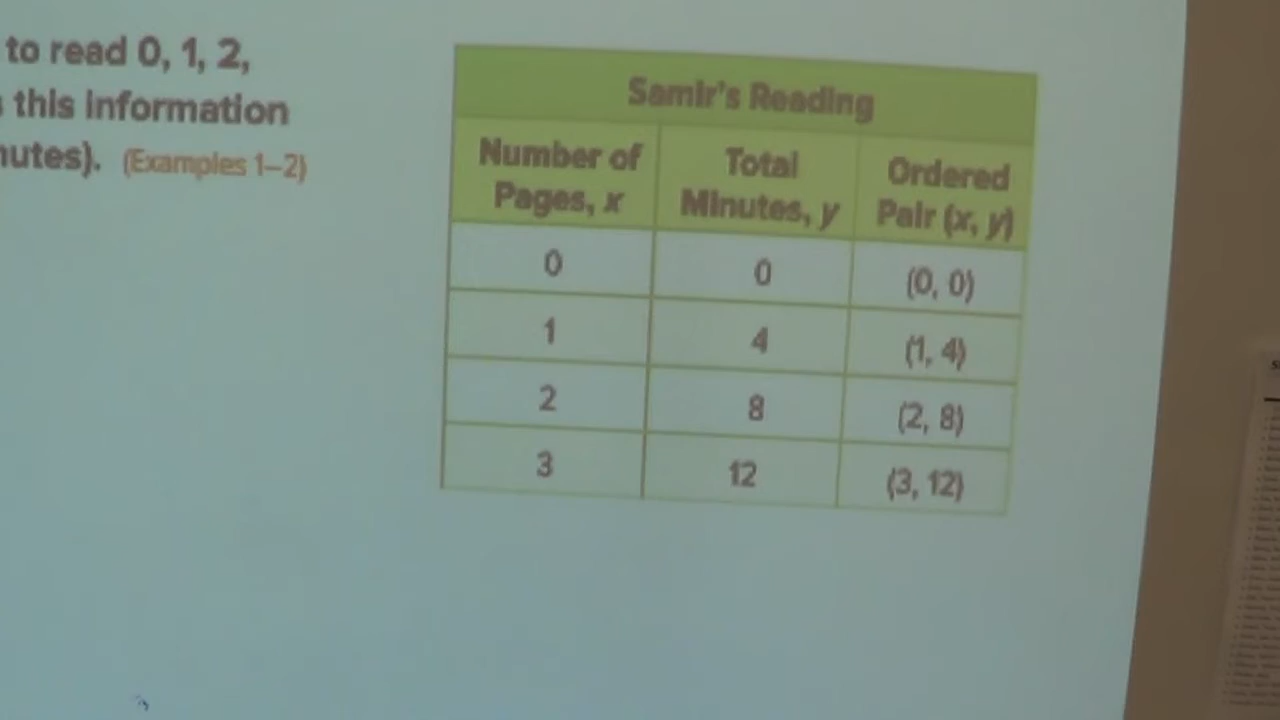 to read 0, 1, 2,
this information
nutes). (Examples 1–2)
Samir's Reading
Number of Pages, x
Total Minutes, y
Ordered Pair (x, y)
0 0 (0, 0)
1 4 (1, 4)
2 8 (2, 8)
3 12 (3, 12)